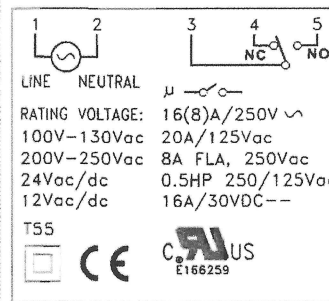 1 2 3 4 5
NC NO
LINE NEUTRAL
µ
RATING VOLTAGE: 16(8)A/250V ∿
100V-130Vac 20A/125Vac
200V-250Vac 8A FLA, 250Vac
24Vac/dc 0.5HP 250/125Vac
12Vac/dc 16A/30VDC--
T55
CE C RU US
E166259